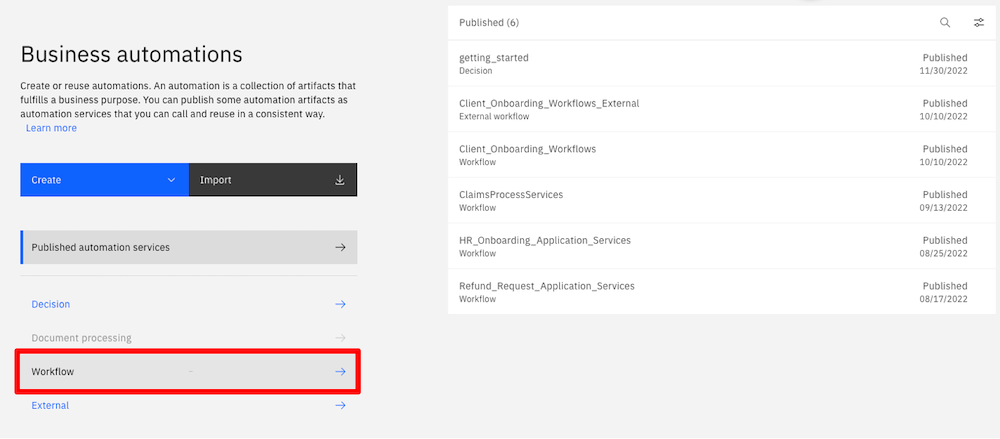 Business automations
Create or reuse automations. An automation is a collection of artifacts that
fulfills a business purpose. You can publish some automation artifacts as
automation services that you can call and reuse in a consistent way.
Learn more
Create
Import
Published automation services
Decision
Document processing
Workflow
External
Published (6)
getting_started
Published
Decision
11/30/2022
Client_Onboarding_Workflows_External
Published
External workflow
10/10/2022
Client_Onboarding_Workflows
Published
Workflow
10/10/2022
ClaimsProcessServices
Published
Workflow
09/13/2022
HR_Onboarding_Application_Services
Published
Workflow
08/25/2022
Refund_Request_Application_Services
Published
Workflow
08/17/2022